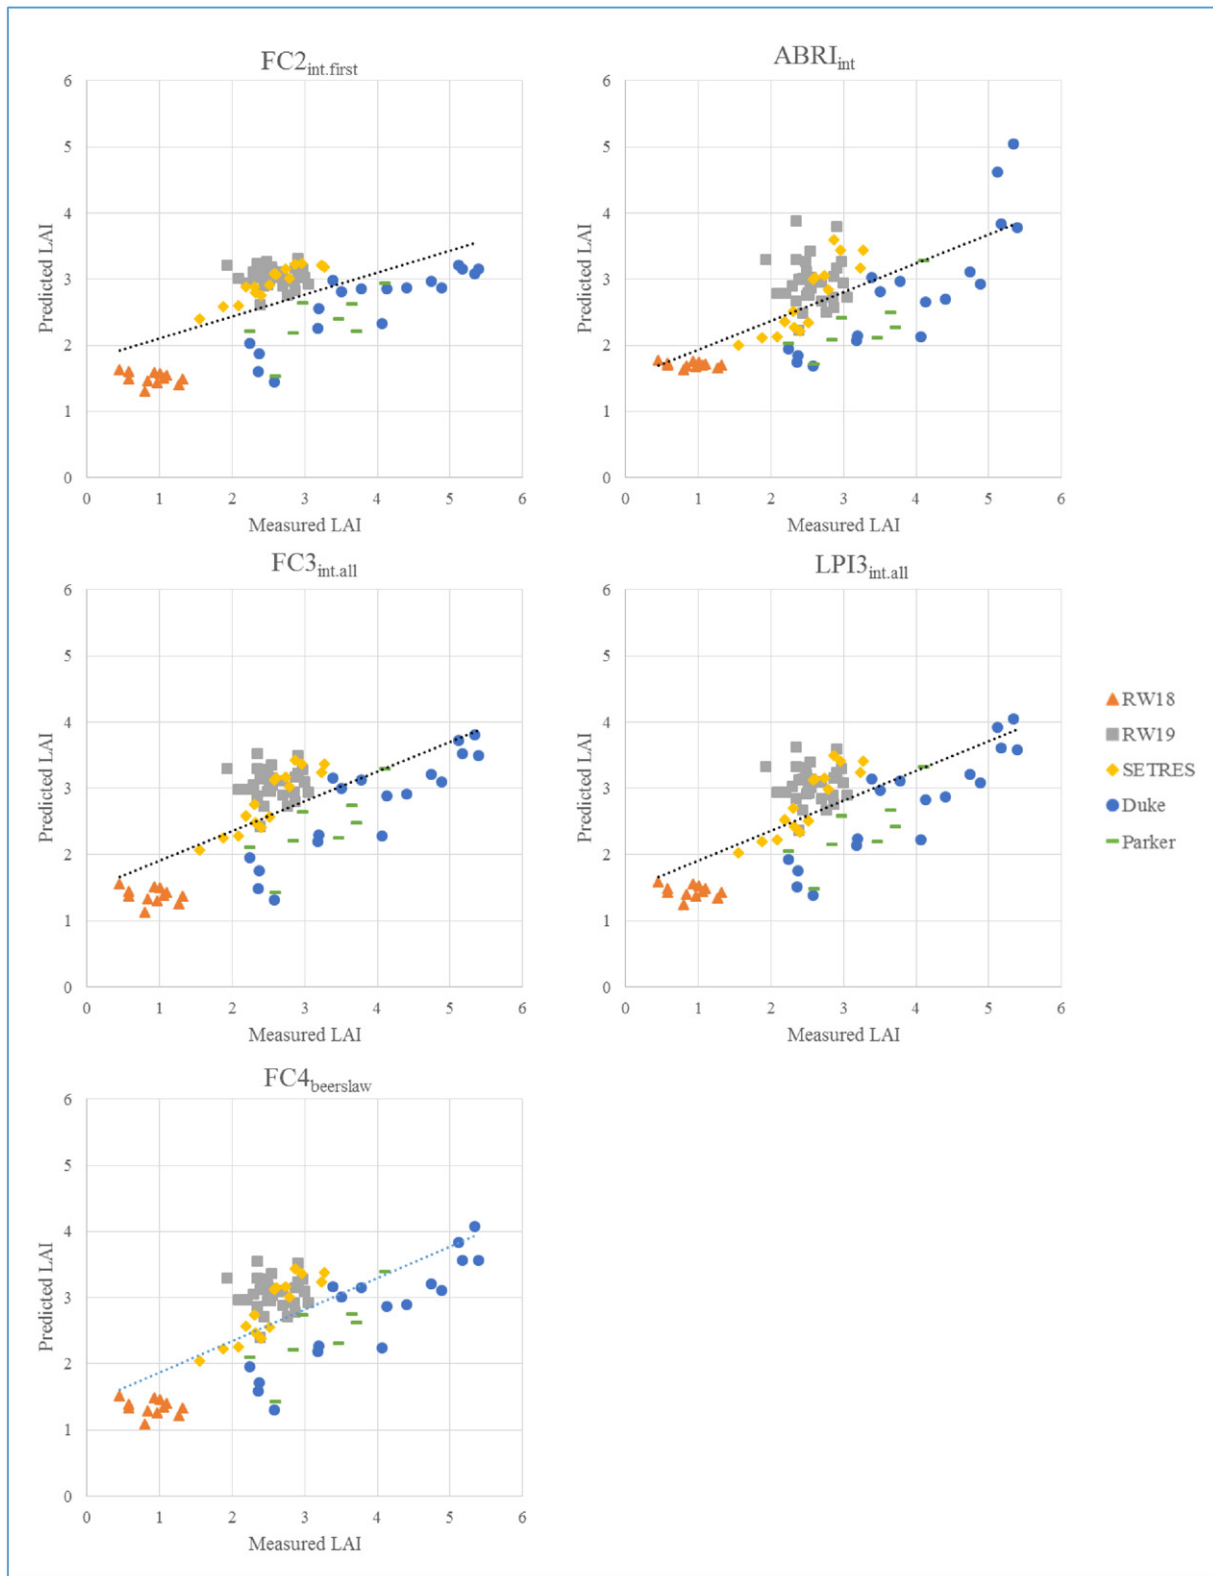 FC2int.first
6
5
4
3
2
1
0
Predicted LAI
0 1 2 3 4 5 6
Measured LAI
ABRIint
6
5
4
3
2
1
0
Predicted LAI
0 1 2 3 4 5 6
Measured LAI
FC3int.all
6
5
4
3
2
1
0
Predicted LAI
0 1 2 3 4 5 6
Measured LAI
LPI3int.all
6
5
4
3
2
1
0
Predicted LAI
0 1 2 3 4 5 6
Measured LAI
RW18
RW19
SETRES
Duke
Parker
FC4beerslaw
6
5
4
3
2
1
0
Predicted LAI
0 1 2 3 4 5 6
Measured LAI